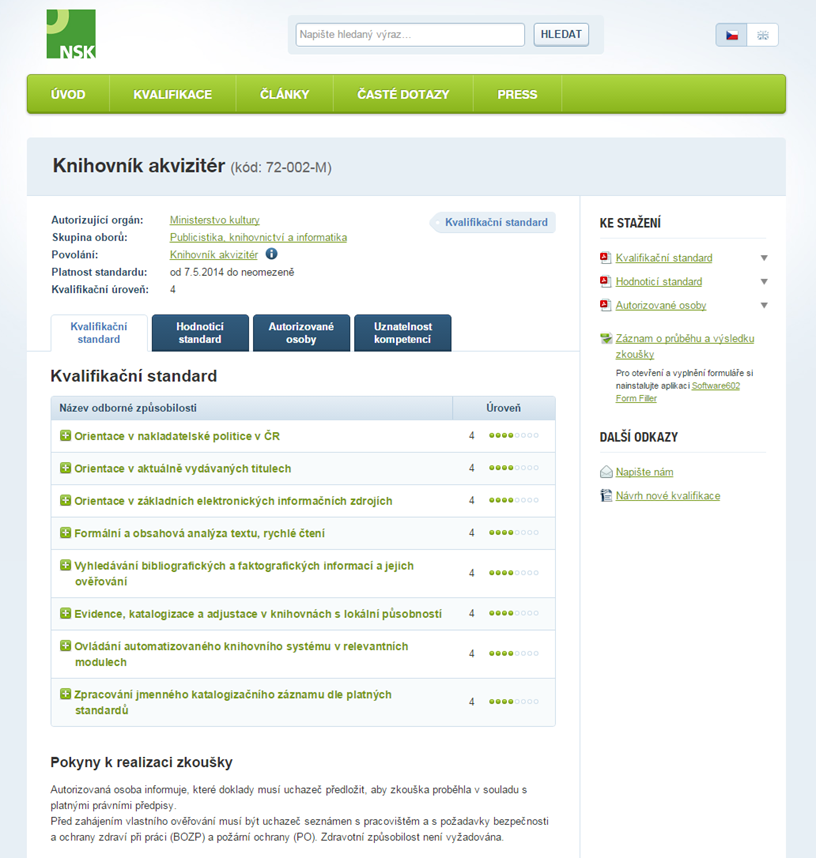 NSK
Napište hledaný výraz...
HLEDAT
ÚVOD
KVALIFIKACE
ČLÁNKY
ČASTÉ DOTAZY
PRESS
Knihovník akvizitér (kód: 72-002-M)
Autorizující orgán: Ministerstvo kultury
Skupina oborů: Publicistika, knihovnictví a informatika
Povolání: Knihovník akvizitér
Platnost standardu: od 7.5.2014 do neomezeně
Kvalifikační úroveň: 4
Kvalifikační standard
Kvalifikační
standard
Hodnoticí
standard
Autorizované
osoby
Uznatelnost
kompetencí
Kvalifikační standard
Název odborné způsobilosti Úroveň
Orientace v nakladatelské politice v ČR 4
Orientace v aktuálně vydávaných titulech 4
Orientace v základních elektronických informačních zdrojích 4
Formální a obsahová analýza textu, rychlé čtení 4
Vyhledávání bibliografických a faktografických informací a jejich
ověřování 4
Evidence, katalogizace a adjustace v knihovnách s lokální působností 4
Ovládání automatizovaného knihovního systému v relevantních
modulech 4
Zpracování jmenného katalogizačního záznamu dle platných
standardů 4
Pokyny k realizaci zkoušky
Autorizovaná osoba informuje, které doklady musí uchazeč předložit, aby zkouška proběhla v souladu s
platnými právními předpisy.
Před zahájením vlastního ověřování musí být uchazeč seznámen s pracovištěm a s požadavky bezpečnosti
a ochrany zdraví při práci (BOZP) a požární ochrany (PO). Zdravotní způsobilost není vyžadována.
KE STAŽENÍ
Kvalifikační standard
Hodnoticí standard
Autorizované osoby
Záznam o průběhu a výsledku
zkoušky
Pro otevření a vyplnění formuláře si
nainstalujte aplikaci Software602
Form Filler
DALŠÍ ODKAZY
Napište nám
Návrh nové kvalifikace